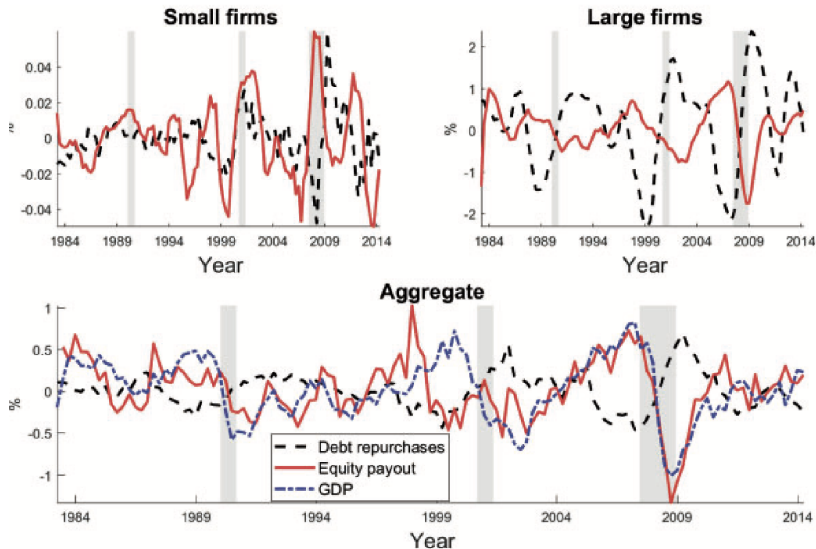 Small firms
0.04
0.02
0
-0.02
-0.04
%
1984 1989 1994 1999 2004 2009 2014
Year
Large firms
2
1
0
-1
-2
%
1984 1989 1994 1999 2004 2009 2014
Year
Aggregate
1
0.5
0
-0.5
-1
%
Debt repurchases
Equity payout
GDP
1984 1989 1994 1999 2004 2009 2014
Year